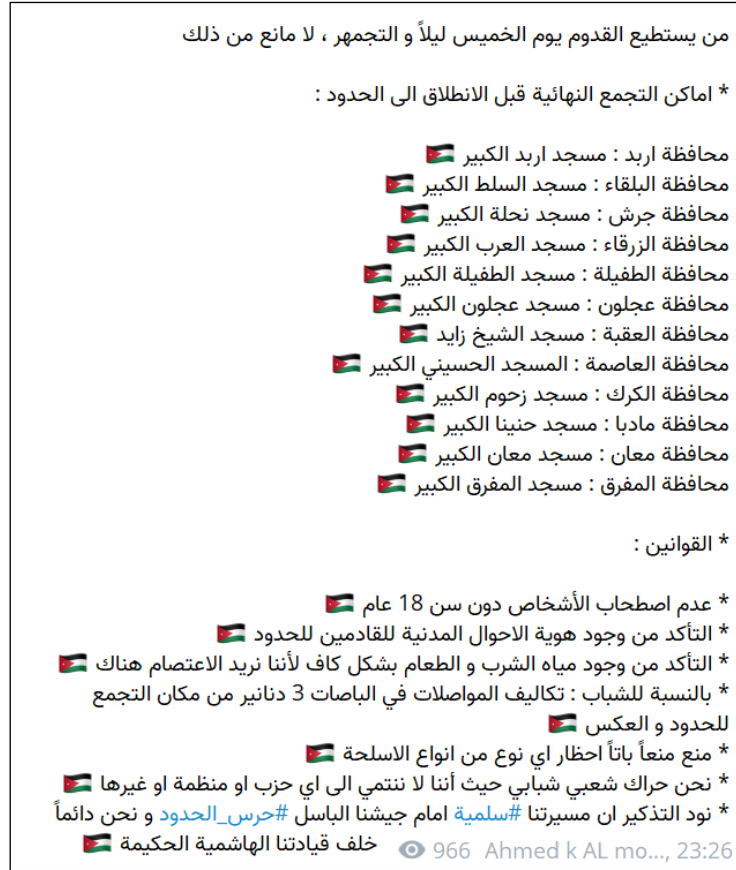 من يستطيع القدوم يوم الخميس ليلاً و التجمهر ، لا مانع من ذلك
* اماكن التجمع النهائية قبل الانطلاق الى الحدود :
محافظة اربد : مسجد اربد الكبير 🇯🇴
محافظة البلقاء : مسجد السلط الكبير 🇯🇴
محافظة جرش : مسجد نحلة الكبير 🇯🇴
محافظة الزرقاء : مسجد العرب الكبير 🇯🇴
محافظة الطفيلة : مسجد الطفيلة الكبير 🇯🇴
محافظة عجلون : مسجد عجلون الكبير 🇯🇴
محافظة العقبة : مسجد الشيخ زايد 🇯🇴
محافظة العاصمة : المسجد الحسيني الكبير 🇯🇴
محافظة الكرك : مسجد زحوم الكبير 🇯🇴
محافظة مادبا : مسجد حنينا الكبير 🇯🇴
محافظة معان : مسجد معان الكبير 🇯🇴
محافظة المفرق : مسجد المفرق الكبير 🇯🇴
* القوانين :
* عدم اصطحاب الأشخاص دون سن 18 عام 🇯🇴
* التأكد من وجود هوية الاحوال المدنية للقادمين للحدود 🇯🇴
* التأكد من وجود مياه الشرب و الطعام بشكل كاف لأننا نريد الاعتصام هناك 🇯🇴
* بالنسبة للشباب : تكاليف المواصلات في الباصات 3 دنانير من مكان التجمع
للحدود و العكس 🇯🇴
* منع منعاً باتاً احظار اي نوع من انواع الاسلحة 🇯🇴
* نحن حراك شعبي شبابي حيث أننا لا ننتمي الى اي حزب او منظمة او غيرها 🇯🇴
* نود التذكير ان مسيرتنا #سلمية امام جيشنا الباسل #حرس_الحدود و نحن دائماً
خلف قيادتنا الهاشمية الحكيمة 🇯🇴
966 Ahmed k AL mo..., 23:26